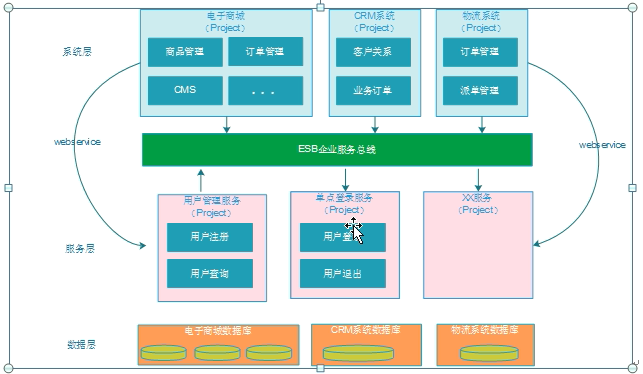 电子商城
（Project）
商品管理
订单管理
CMS
。。。
CRM系统
（Project）
客户关系
业务订单
物流系统
（Project）
订单管理
派单管理
系统层
webservice
webservice
ESB企业服务总线
用户管理服务
（Project）
用户注册
用户查询
单点登录服务
（Project）
用户登
用户退出
XX服务
（Project）
服务层
数据层
电子商城数据库
CRM系统数据库
物流系统数据库